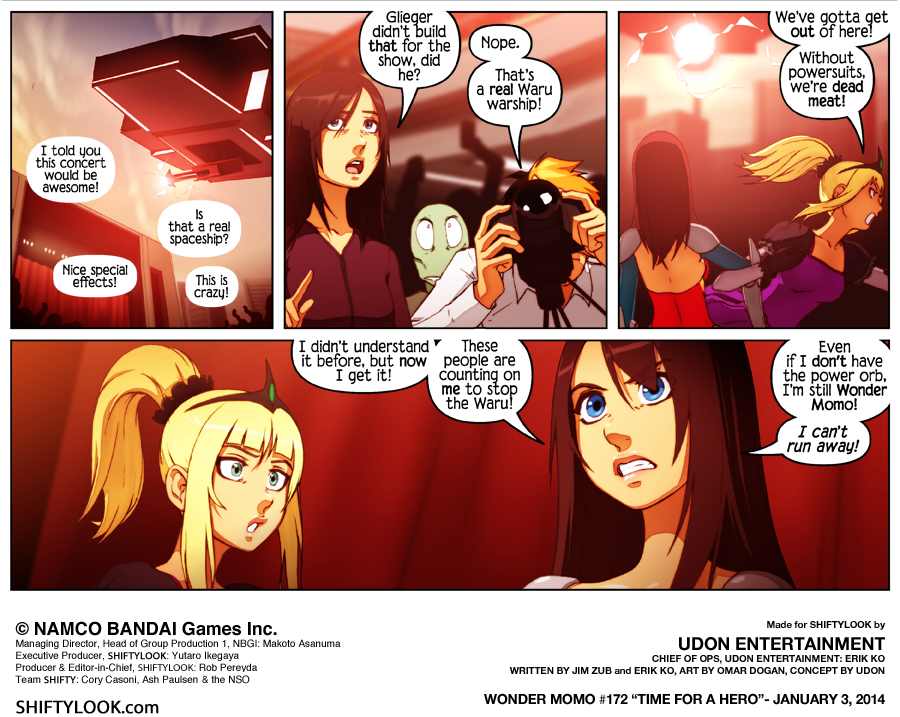 I told you
this concert
would be
awesome!
Is
that a real
spaceship?
Nice special
effects!
This is
crazy!
Glieger
didn't build
that for the
show, did
he?
Nope.
That's
a real Waru
warship!
We've gotta get
out of here!
Without
powersuits,
we're dead
meat!
I didn't understand
it before, but now
I get it!
These
people are
counting on
me to stop
the Waru!
Even
if I don't have
the power orb,
I'm still Wonder
Momo!
I can't
run away!
© NAMCO BANDAI Games Inc.
Managing Director, Head of Group Production 1, NBGI: Makoto Asanuma
Executive Producer, SHIFTYLOOK: Yutaro Ikegaya
Producer & Editor-in-Chief, SHIFTYLOOK: Rob Pereyda
Team SHIFTY: Cory Casoni, Ash Paulsen & the NSO
SHIFTYLOOK.com
Made for SHIFTYLOOK by
UDON ENTERTAINMENT
CHIEF OF OPS, UDON ENTERTAINMENT: ERIK KO
WRITTEN BY JIM ZUB and ERIK KO, ART BY OMAR DOGAN, CONCEPT BY UDON
WONDER MOMO #172 “TIME FOR A HERO”- JANUARY 3, 2014